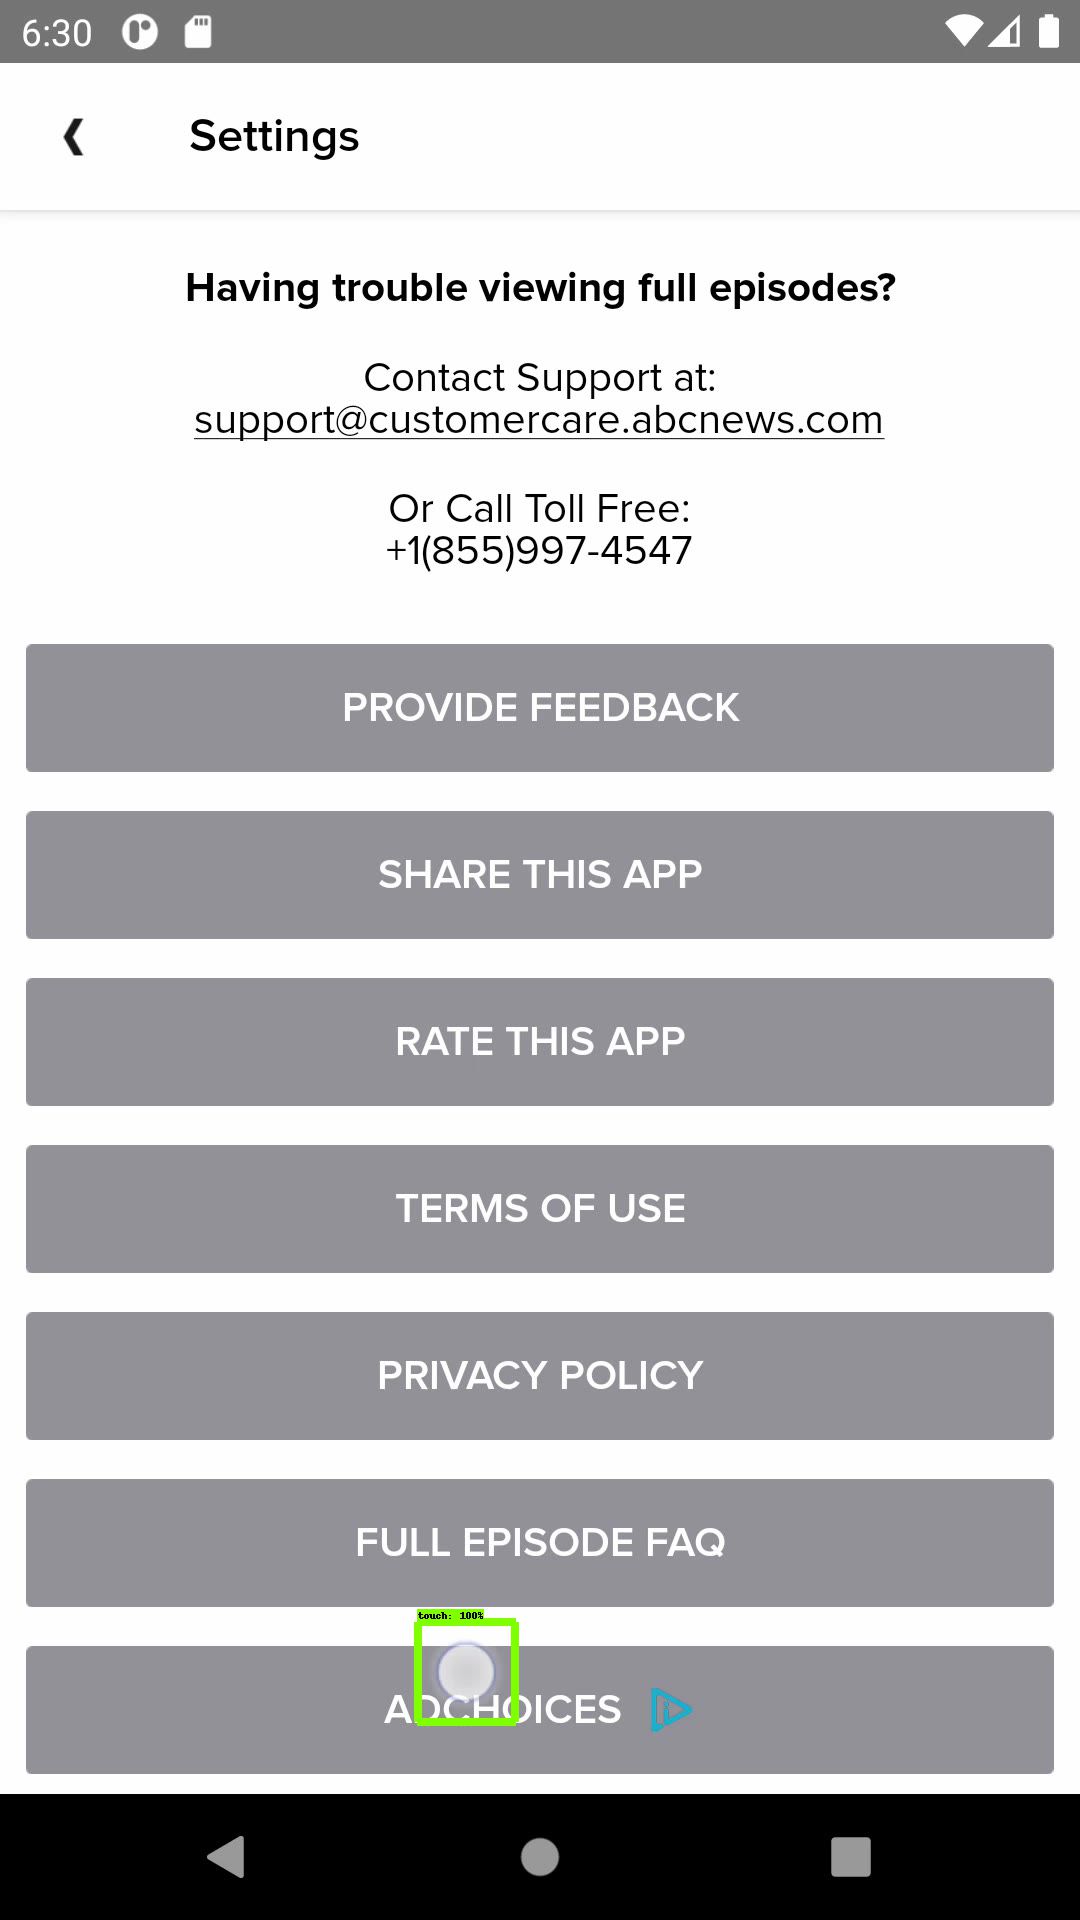 6:30
Settings
Having trouble viewing full episodes?
Contact Support at:
support@customercare.abcnews.com
Or Call Toll Free:
+1(855)997-4547
PROVIDE FEEDBACK
SHARE THIS APP
RATE THIS APP
TERMS OF USE
PRIVACY POLICY
FULL EPISODE FAQ
touch: 100%
ADCHOICES